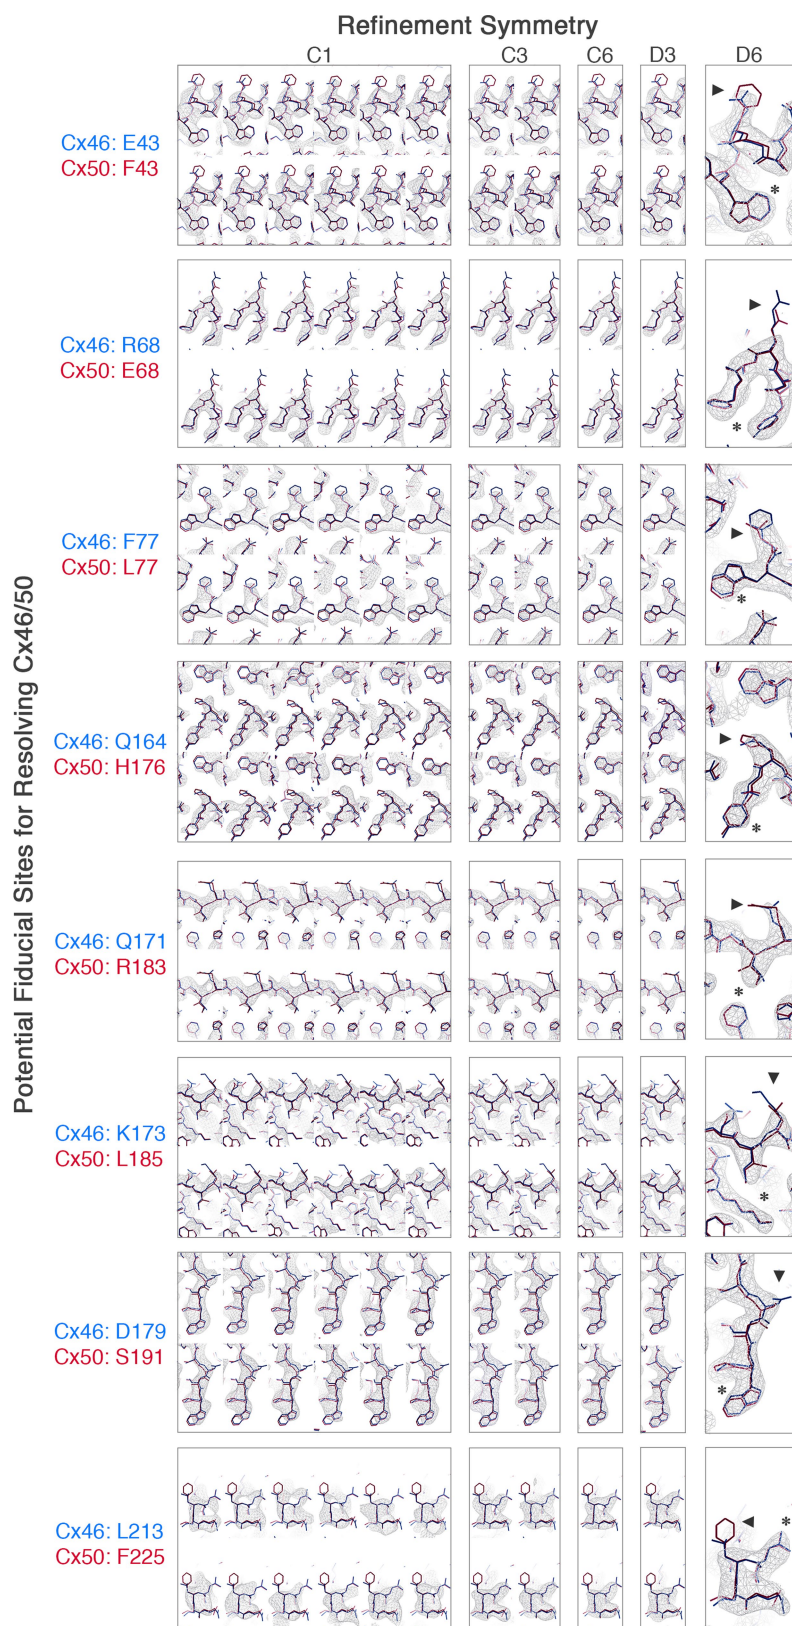 Refinement Symmetry
C1 C3 C6 D3 D6
Potential Fiducial Sites for Resolving Cx46/50
Cx46: E43
Cx50: F43
*
Cx46: R68
Cx50: E68
*
Cx46: F77
Cx50: L77
*
Cx46: Q164
Cx50: H176
*
Cx46: Q171
Cx50: R183
*
Cx46: K173
Cx50: L185
*
Cx46: D179
Cx50: S191
*
Cx46: L213
Cx50: F225
*